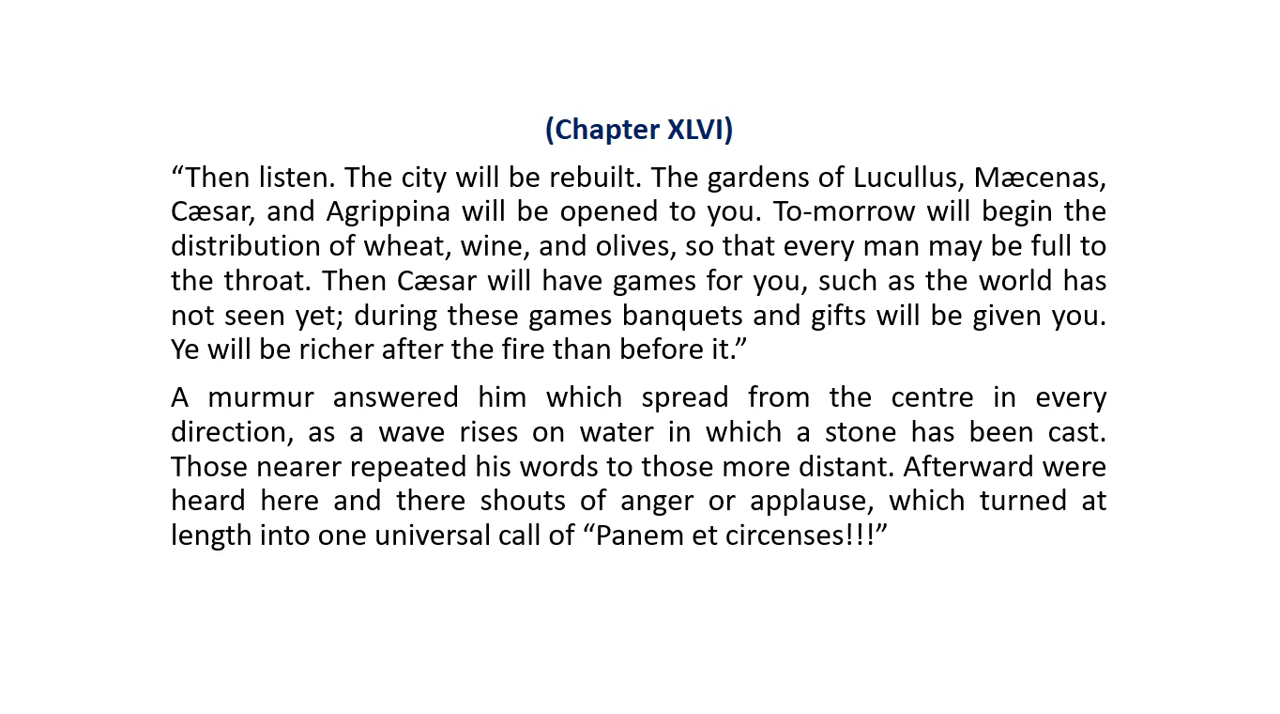 (Chapter XLVI)
“Then listen. The city will be rebuilt. The gardens of Lucullus, Mæcenas,
Cæsar, and Agrippina will be opened to you. To-morrow will begin the
distribution of wheat, wine, and olives, so that every man may be full to
the throat. Then Cæsar will have games for you, such as the world has
not seen yet; during these games banquets and gifts will be given you.
Ye will be richer after the fire than before it.”
A murmur answered him which spread from the centre in every
direction, as a wave rises on water in which a stone has been cast.
Those nearer repeated his words to those more distant. Afterward were
heard here and there shouts of anger or applause, which turned at
length into one universal call of “Panem et circenses!!!”